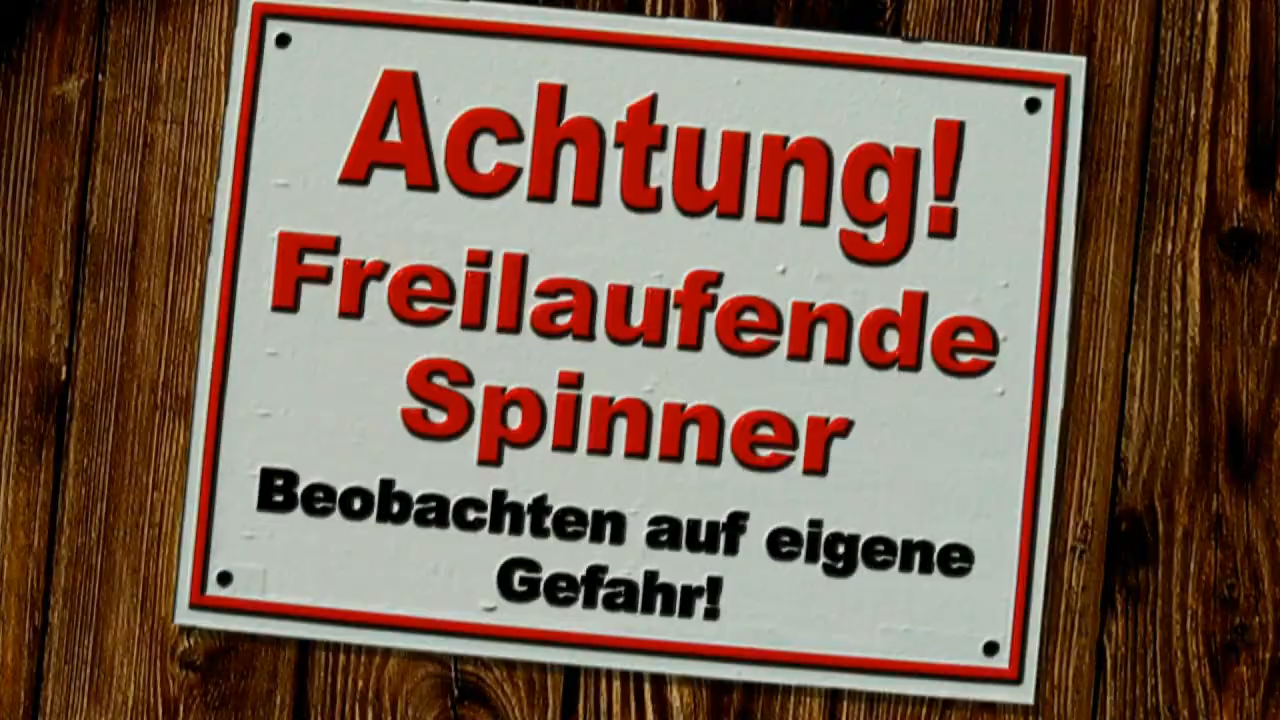 Achtung!
Freilaufende
Spinner
Beobachten auf eigene
Gefahr!